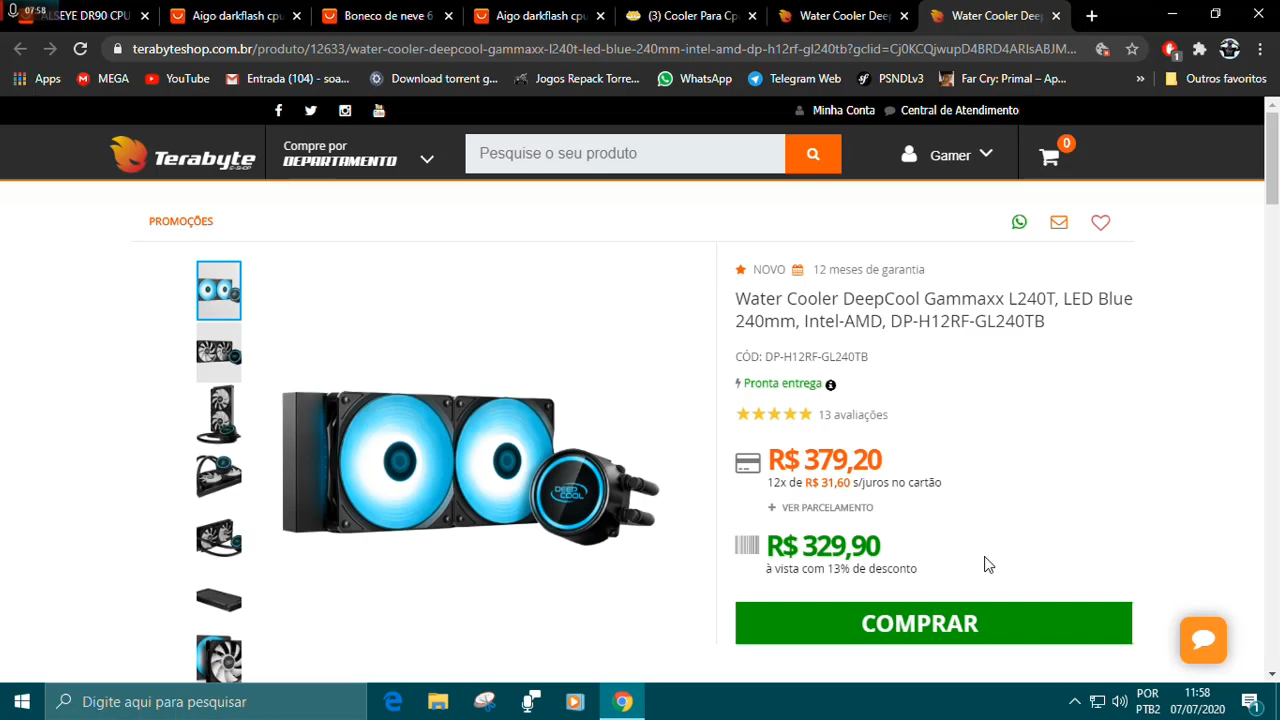 07:58
ALSEYE DR90 CPU
Aigo darkflash cpu
Boneco de neve 6
Aigo darkflash cpu
(3) Cooler Para Cp
Water Cooler Dee
Water Cooler Dee
terabyteshop.com.br/produto/12633/water-cooler-deepcool-gammaxx-l240t-led-blue-240mm-intel-amd-dp-h12rf-gl240tb?gclid=Cj0KCQjwupD4BRD4ARIsABJM...
Apps
MEGA
YouTube
Entrada (104) - soa...
Download torrent g...
Jogos Repack Torre...
WhatsApp
Telegram Web
PSNDLv3
Far Cry: Primal – Ap...
»
Outros favoritos
Minha Conta
Central de Atendimento
Terabyte
Compre por
DEPARTAMENTO
Pesquise o seu produto
Gamer
0
PROMOÇÕES
NOVO 12 meses de garantia
Water Cooler DeepCool Gammaxx L240T, LED Blue
240mm, Intel-AMD, DP-H12RF-GL240TB
CÓD: DP-H12RF-GL240TB
Pronta entrega
13 avaliações
R$ 379,20
12x de R$ 31,60 s/juros no cartão
+ VER PARCELAMENTO
R$ 329,90
à vista com 13% de desconto
COMPRAR
DEEP
COOL
Digite aqui para pesquisar
POR
PTB2
11:58
07/07/2020
1